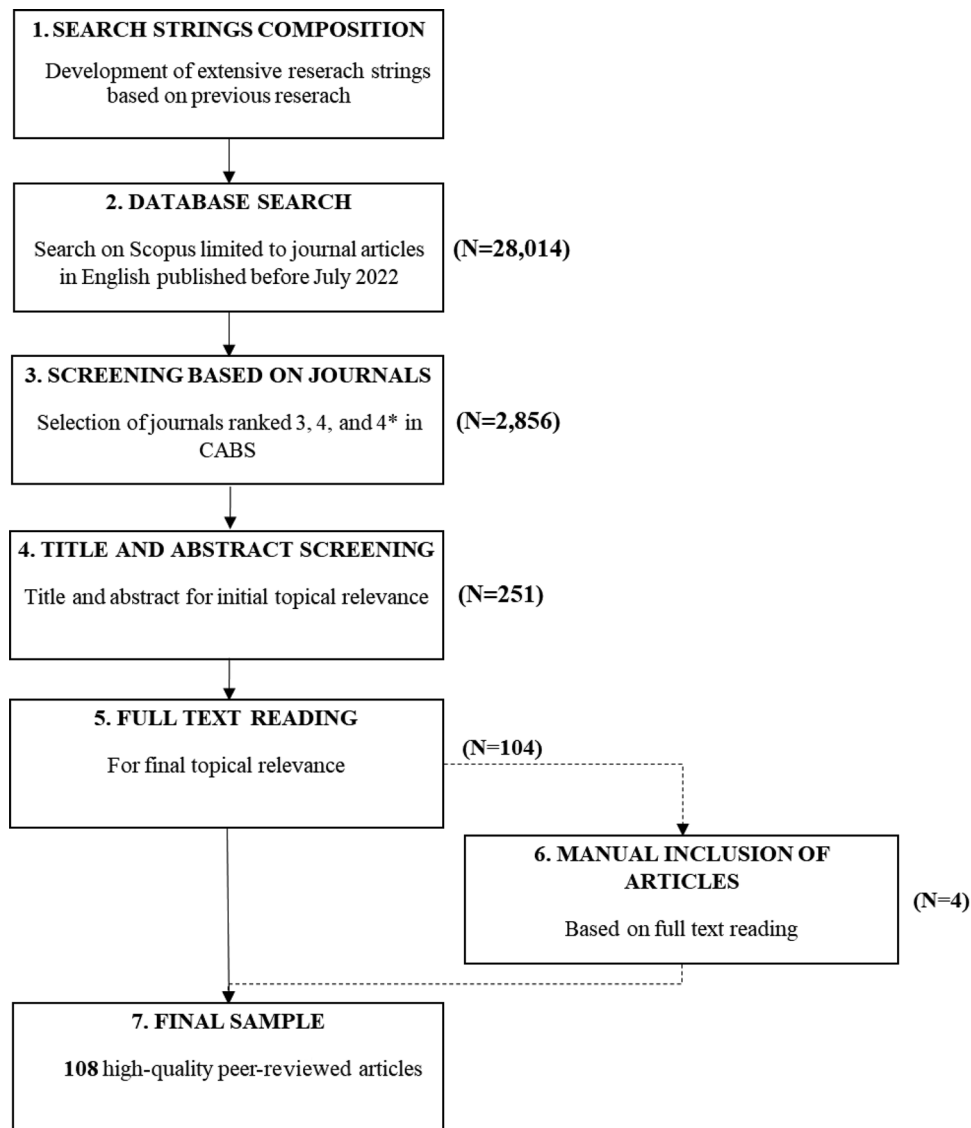 1. SEARCH STRINGS COMPOSITION
Development of extensive reserach strings
based on previous reserach
2. DATABASE SEARCH
Search on Scopus limited to journal articles
in English published before July 2022
(N=28,014)
3. SCREENING BASED ON JOURNALS
Selection of journals ranked 3, 4, and 4* in
CABS
(N=2,856)
4. TITLE AND ABSTRACT SCREENING
Title and abstract for initial topical relevance
(N=251)
5. FULL TEXT READING
For final topical relevance
(N=104)
6. MANUAL INCLUSION OF
ARTICLES
Based on full text reading
(N=4)
7. FINAL SAMPLE
108 high-quality peer-reviewed articles